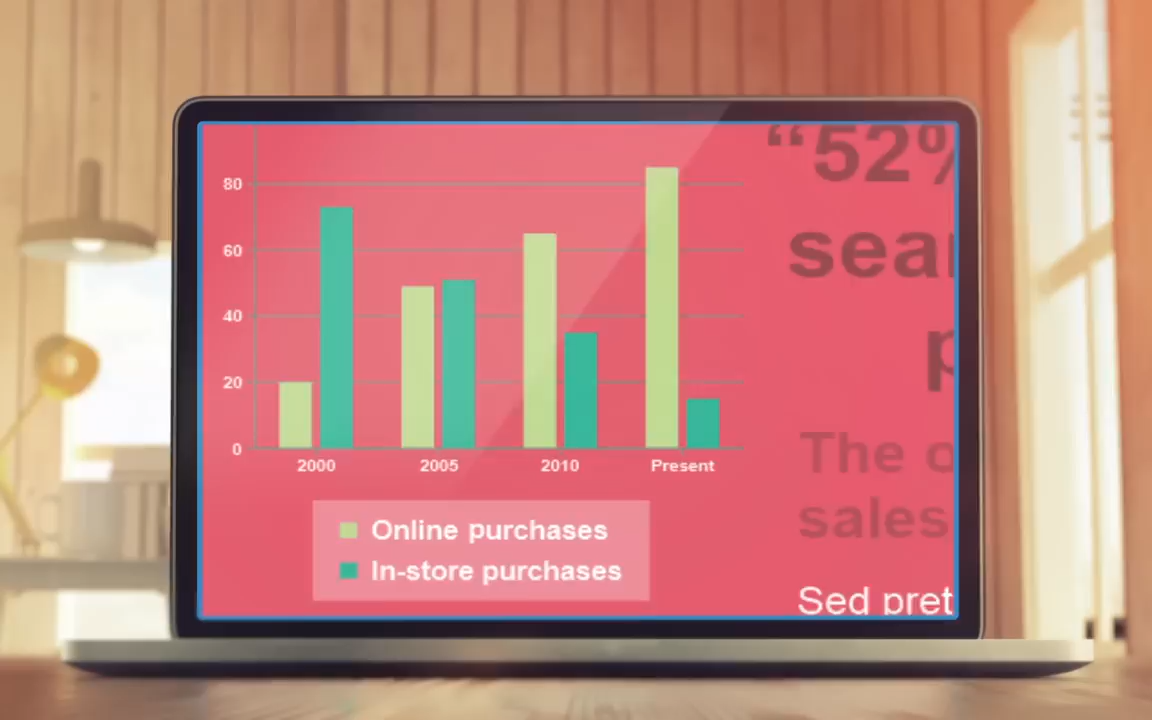 80
60
40
20
0
2000
2005
2010
Present
Online purchases
In-store purchases
“52%
sear
p
The o
sales
Sed pret